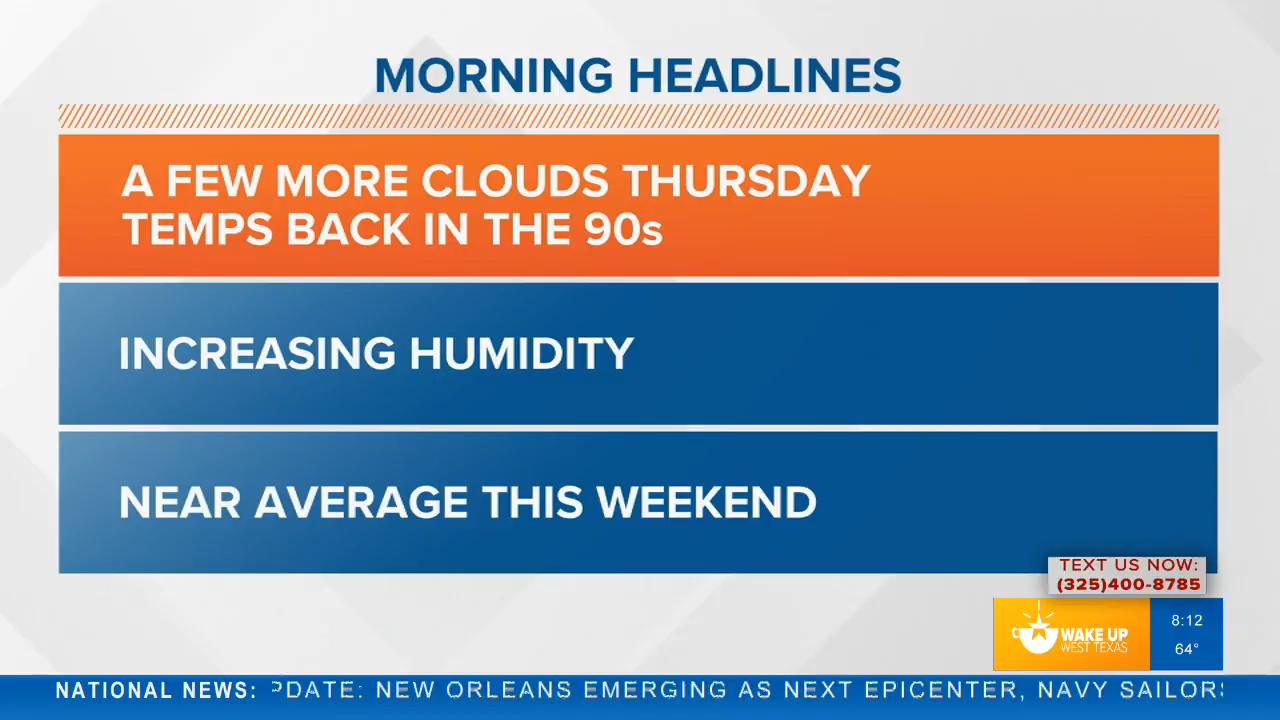 MORNING HEADLINES
A FEW MORE CLOUDS THURSDAY
TEMPS BACK IN THE 90s
INCREASING HUMIDITY
NEAR AVERAGE THIS WEEKEND
TEXT US NOW:
(325)400-8785
WAKE UP
WEST TEXAS
8:12
64°
NATIONAL NEWS: PDATE: NEW ORLEANS EMERGING AS NEXT EPICENTER, NAVY SAILORS